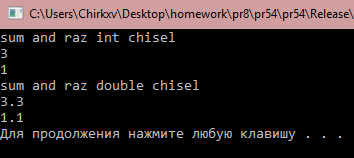 C:\Users\Chirkxv\Desktop\homework\pr8\pr54\pr54\Release\
sum and raz int chisel
3
1
sum and raz double chisel
3.3
1.1
Для продолжения нажмите любую клавишу . . .